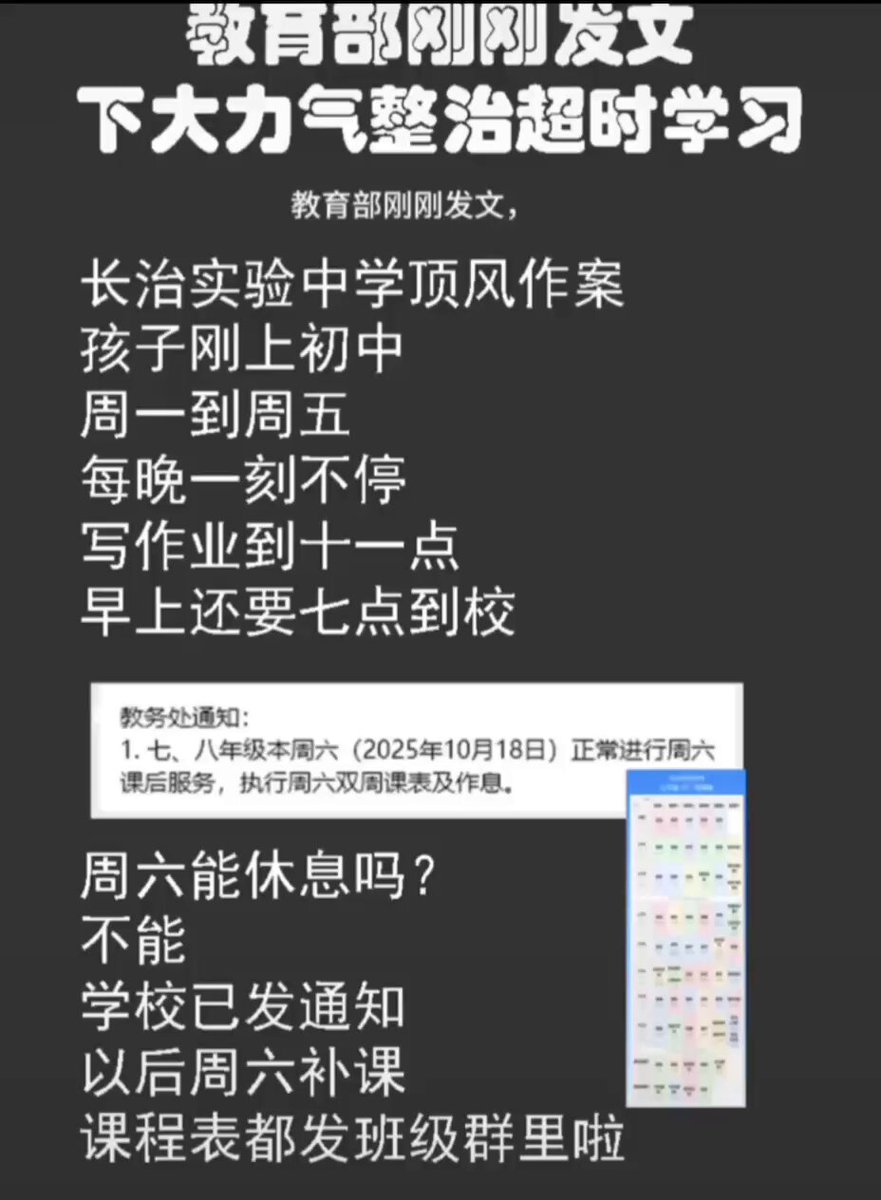 教育部刚刚发文
下大力气整治超时学习
教育部刚刚发文，
长治实验中学顶风作案
孩子刚上初中
周一到周五
每晚一刻不停
写作业到十一点
早上还要七点到校
教务处通知：
1. 七、八年级本周六（2025年10月18日）正常进行周六
课后服务，执行周六双周课表及作息。
周六能休息吗？
不能
学校已发通知
以后周六补课
课程表都发班级群里啦